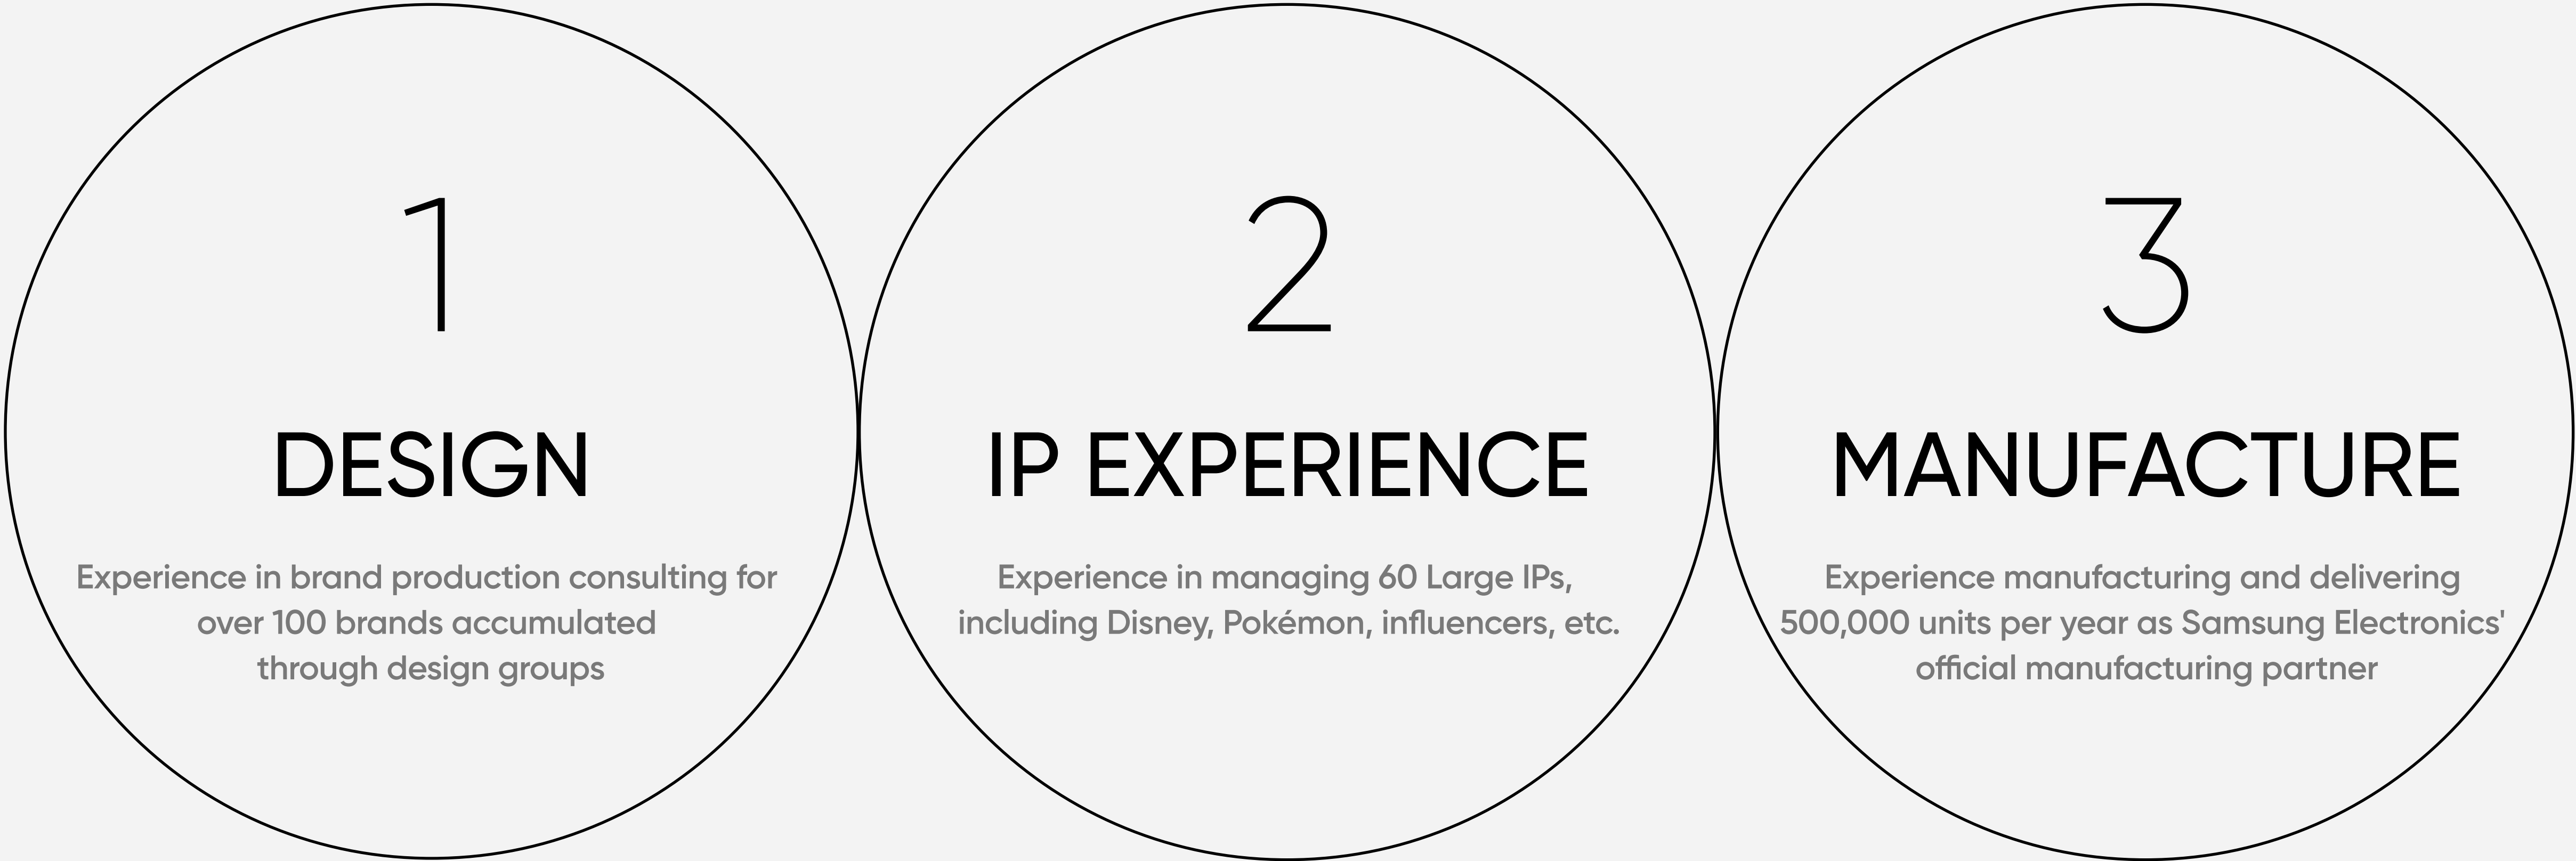 1
DESIGN
Experience in brand production consulting for
over 100 brands accumulated
through design groups
2
IP EXPERIENCE
Experience in managing 60 Large IPs,
including Disney, Pokémon, influencers, etc.
3
MANUFACTURE
Experience manufacturing and delivering
500,000 units per year as Samsung Electronics'
official manufacturing partner